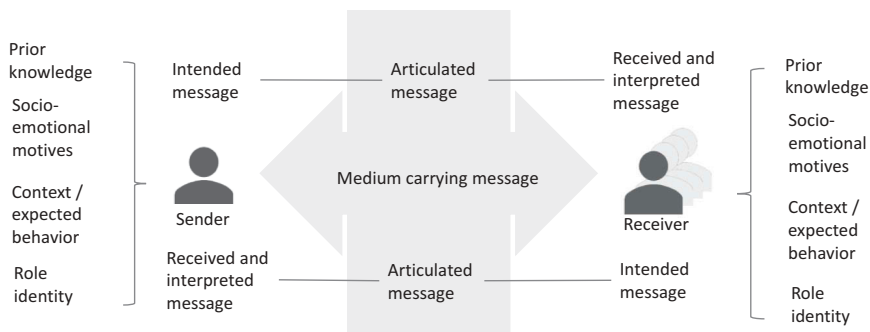 Prior
knowledge
Socio-
emotional
motives
Context /
expected
behavior
Role
identity
Intended
message
Sender
Received and
interpreted
message
Articulated
message
Medium carrying message
Articulated
message
Received and
interpreted
message
Receiver
Intended
message
Prior
knowledge
Socio-
emotional
motives
Context /
expected
behavior
Role
identity